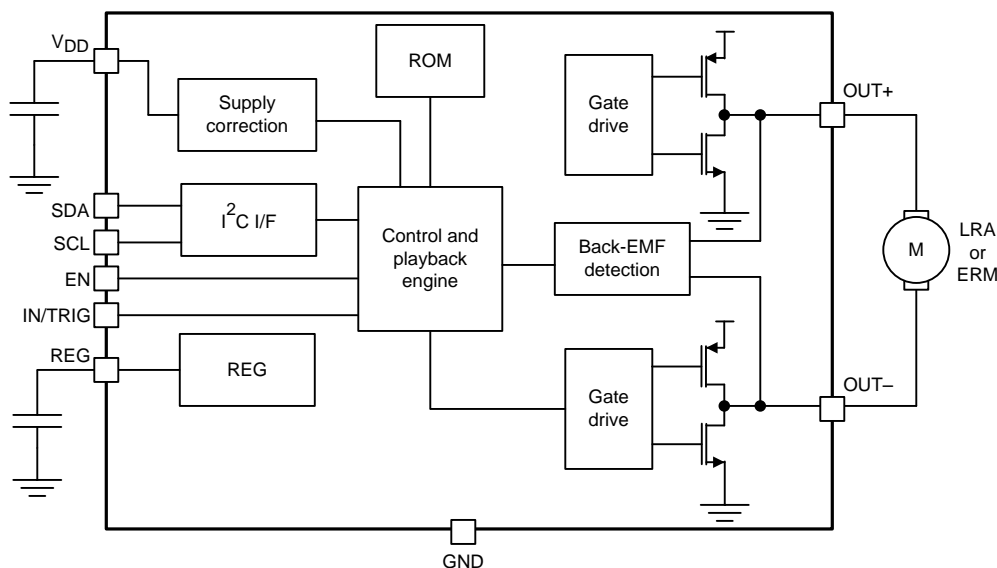 VDD
ROM
Supply
correction
Gate
drive
OUT+
SDA
SCL
I2C I/F
Control and
playback
engine
Back-EMF
detection
M
LRA
or
ERM
EN
IN/TRIG
REG
REG
Gate
drive
OUT–
GND